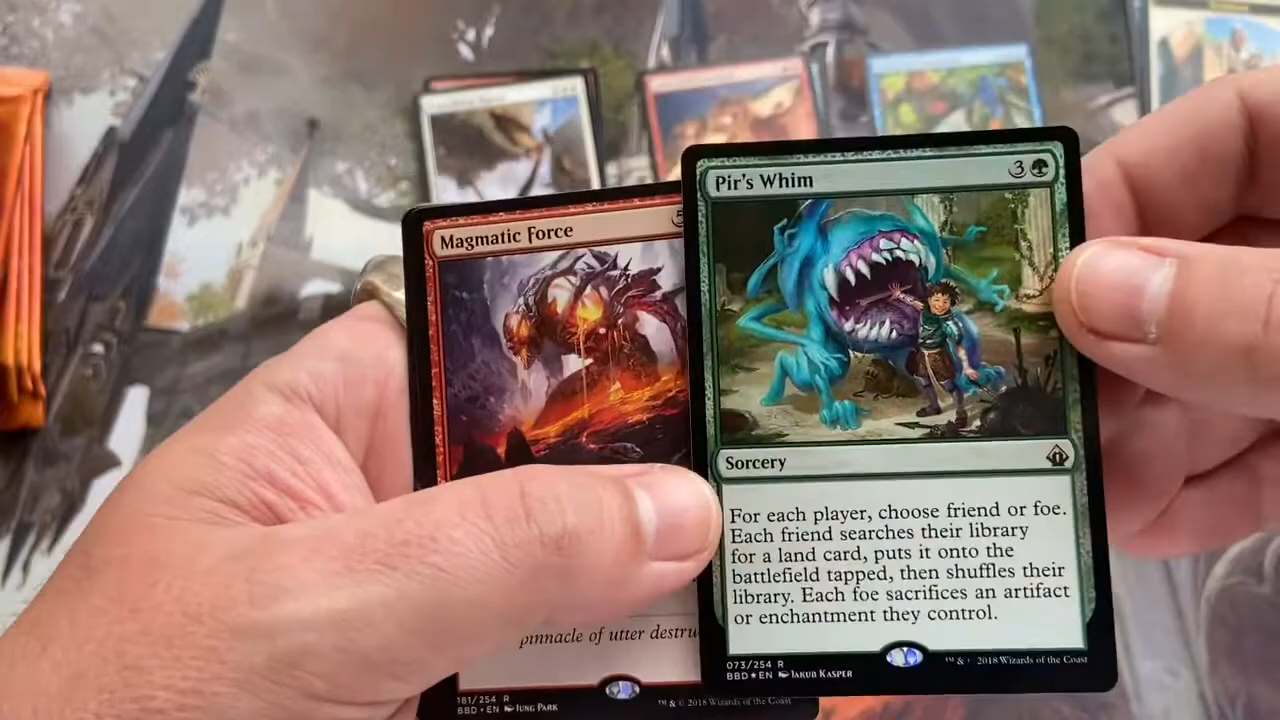 Pir's Whim
3
Sorcery
For each player, choose friend or foe.
Each friend searches their library
for a land card, puts it onto the
battlefield tapped, then shuffles their
library. Each foe sacrifices an artifact
or enchantment they control.
073/254 R
BBD★EN Jakub Kasper
™ & © 2018 Wizards of the Coast
Magmatic Force
5
pinnacle of utter destru
181/254 R
BBD•EN Jung Park
™ & © 2018 Wizards of the Coast